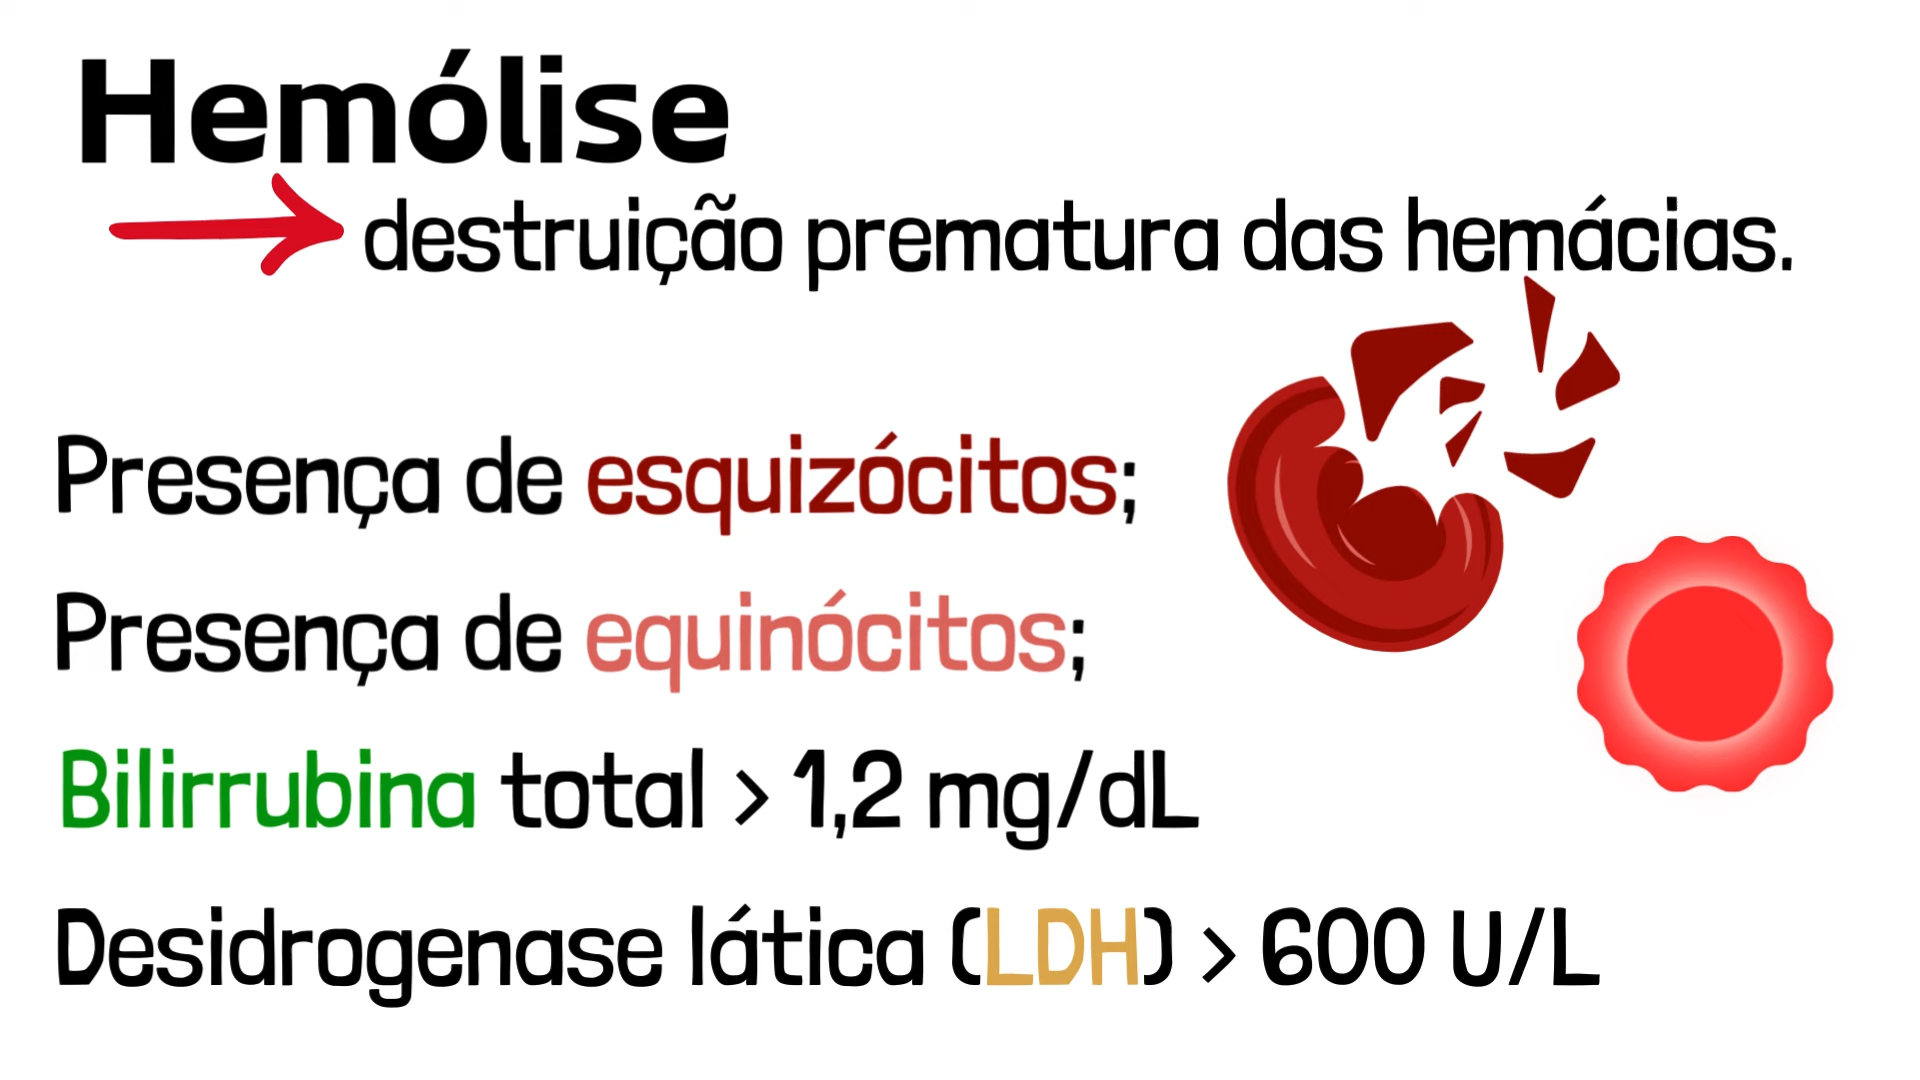 Hemólise
destruição prematura das hemácias.
Presença de esquizócitos;
Presença de equinócitos;
Bilirrubina total > 1,2 mg/dL
Desidrogenase lática (LDH) > 600 U/L